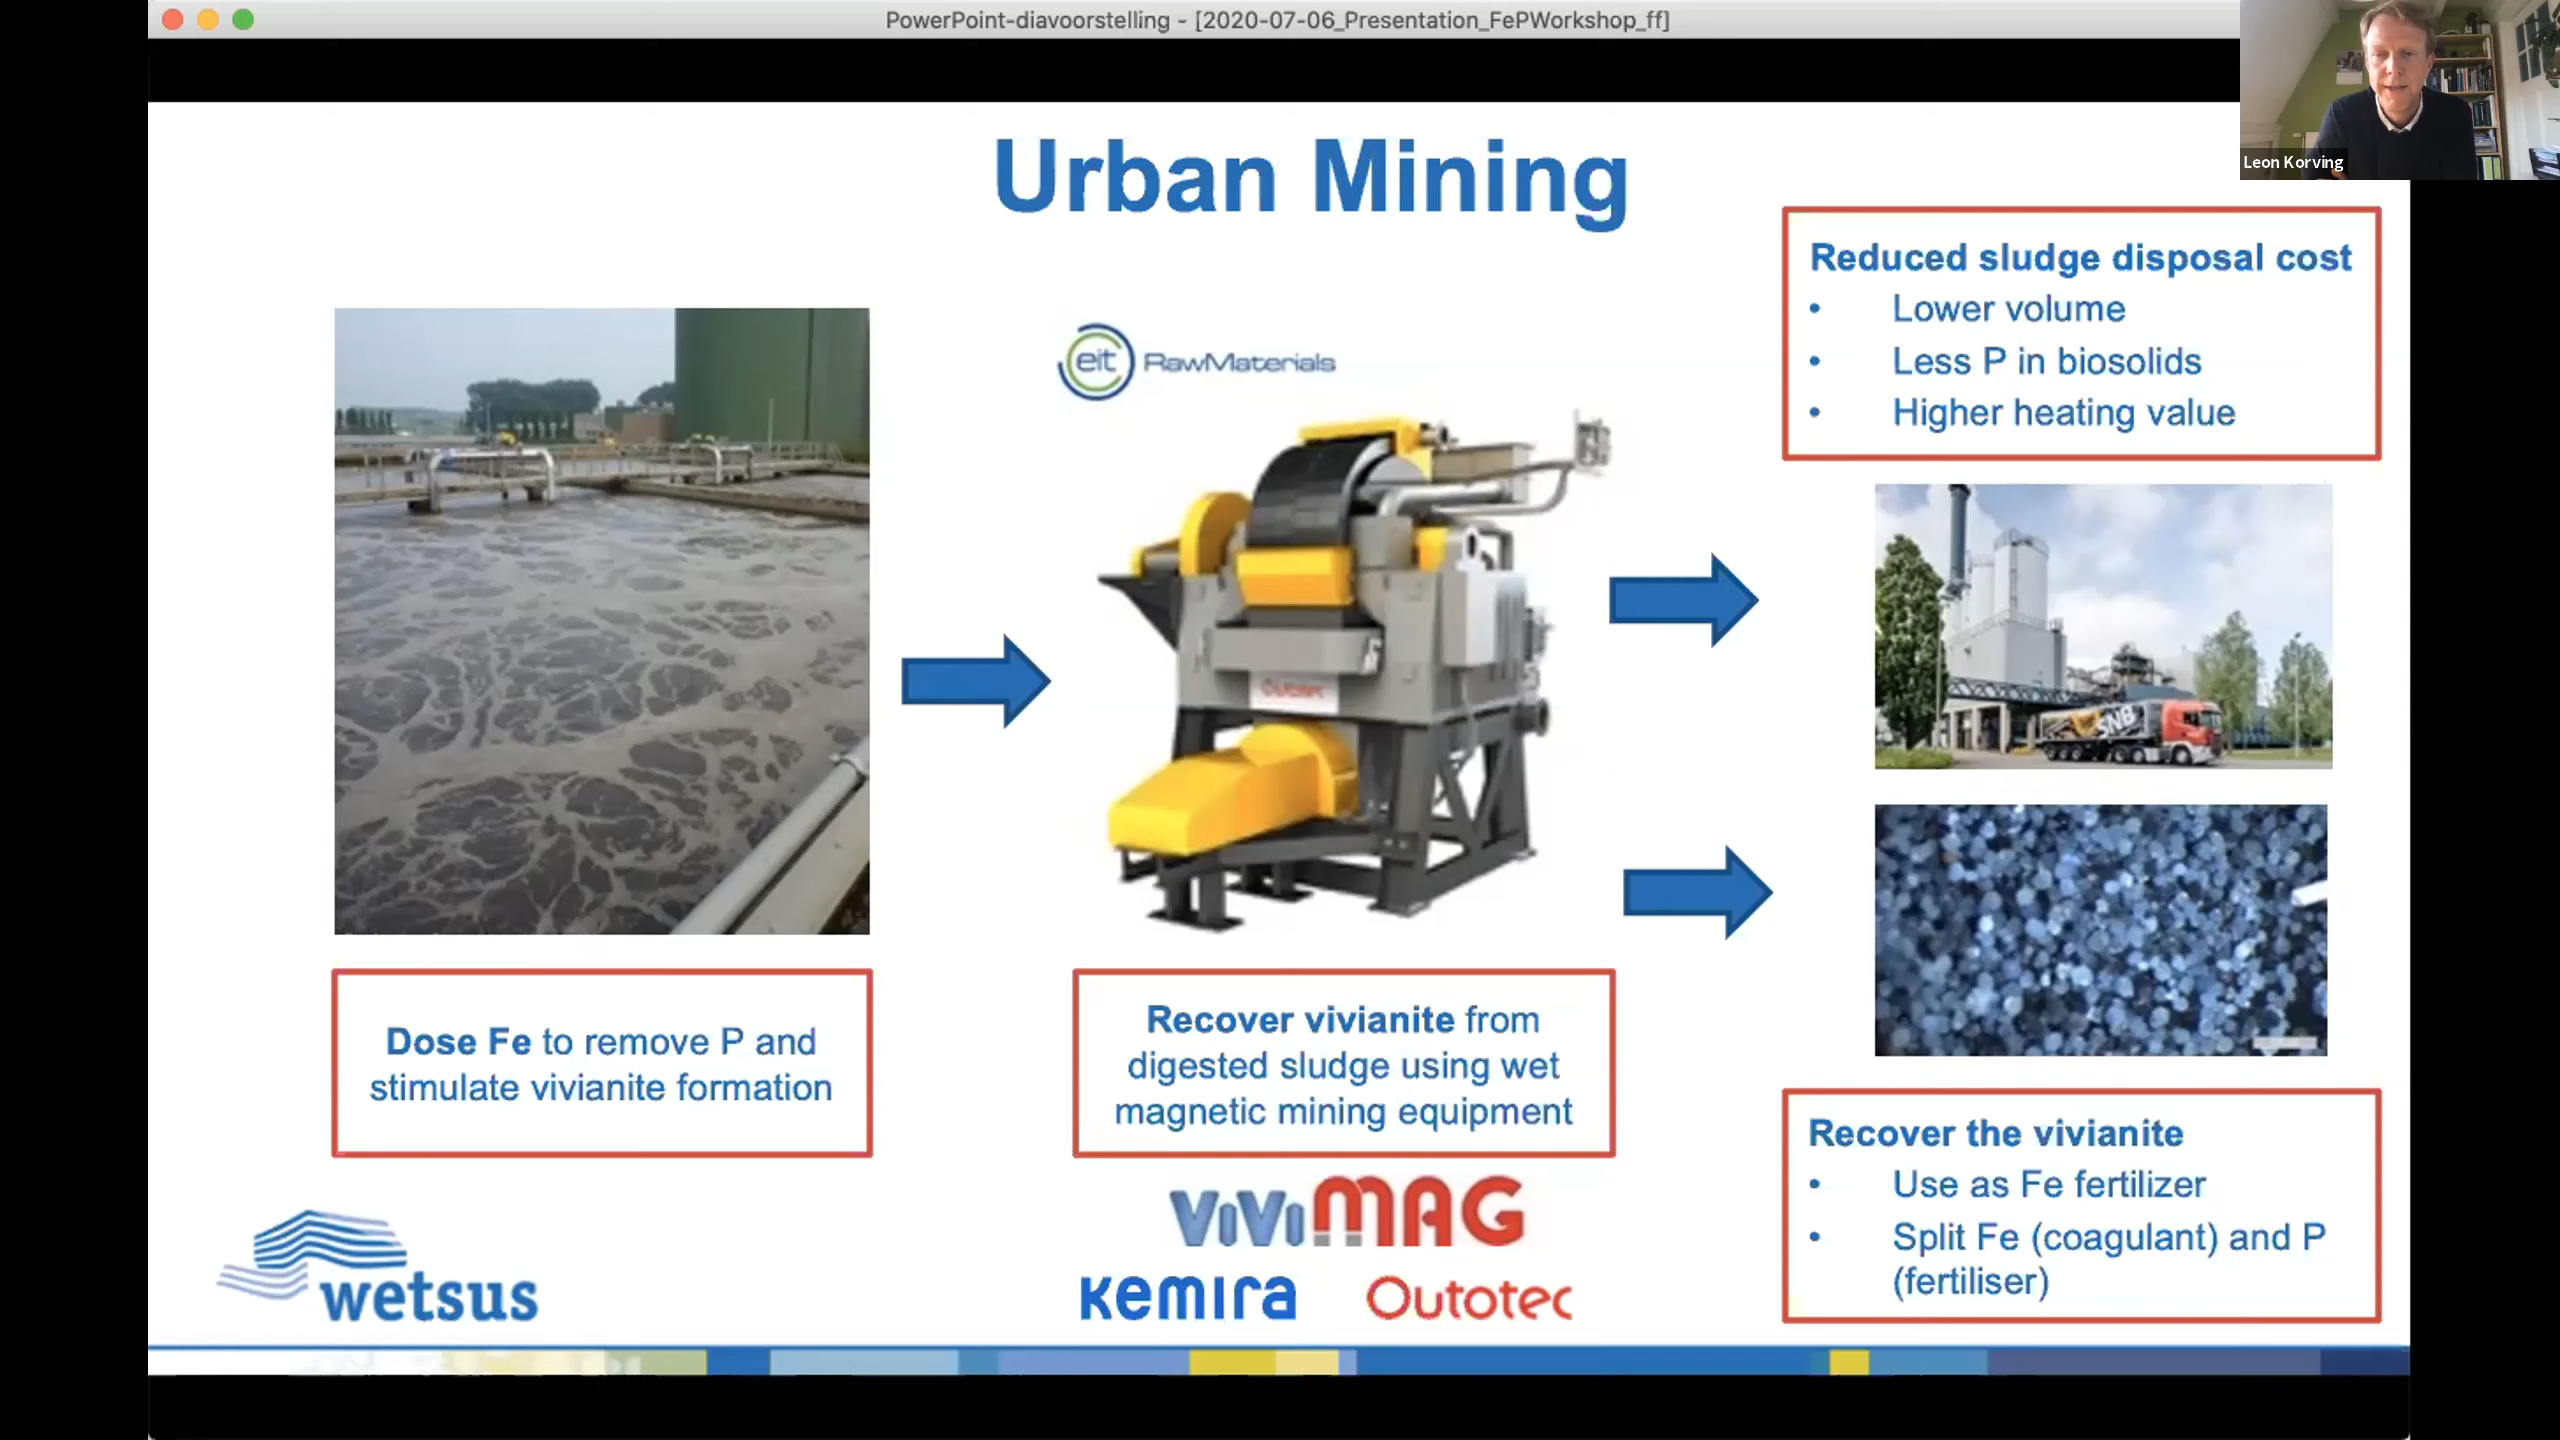 PowerPoint-diavoorstelling - [2020-07-06_Presentation_FePWorkshop_ff]
Leon Korving
Urban Mining
eit RawMaterials
Outotec
Dose Fe to remove P and
stimulate vivianite formation
Recover vivianite from
digested sludge using wet
magnetic mining equipment
Reduced sludge disposal cost
• Lower volume
• Less P in biosolids
• Higher heating value
SNB
Recover the vivianite
• Use as Fe fertilizer
• Split Fe (coagulant) and P
(fertiliser)
wetsus
ViViMAG
kemira
Outotec